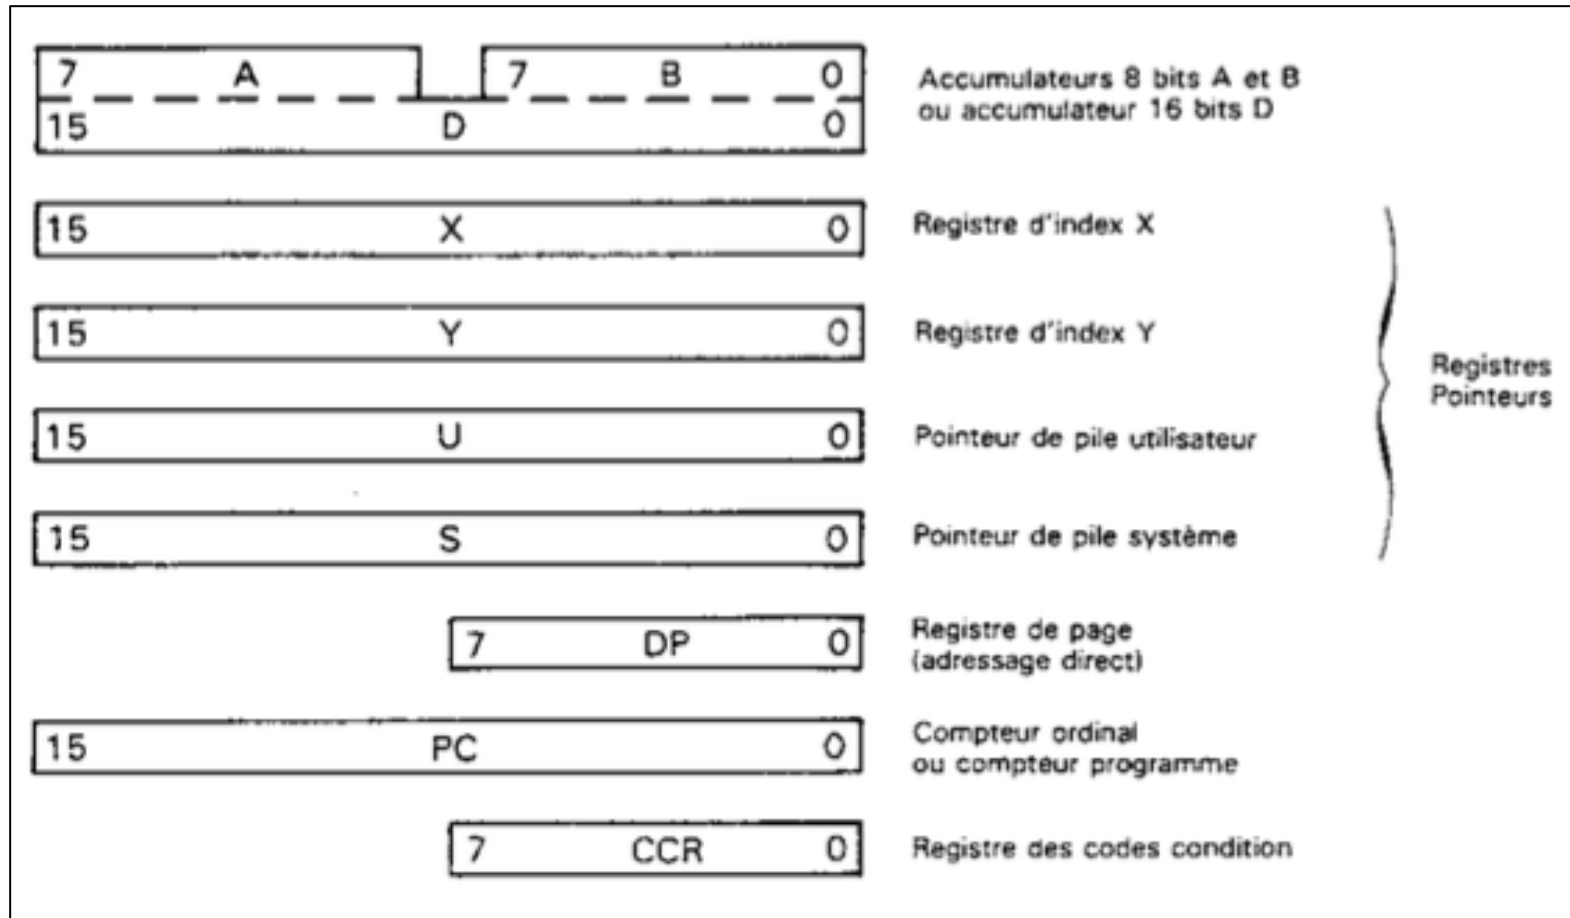 7 A 7 B 0
Accumulateurs 8 bits A et B
15 D 0
ou accumulateur 16 bits D
15 X 0
Registre d'index X
15 Y 0
Registre d'index Y
Registres
Pointeurs
15 U 0
Pointeur de pile utilisateur
15 S 0
Pointeur de pile système
7 DP 0
Registre de page
(adressage direct)
15 PC 0
Compteur ordinal
ou compteur programme
7 CCR 0
Registre des codes condition